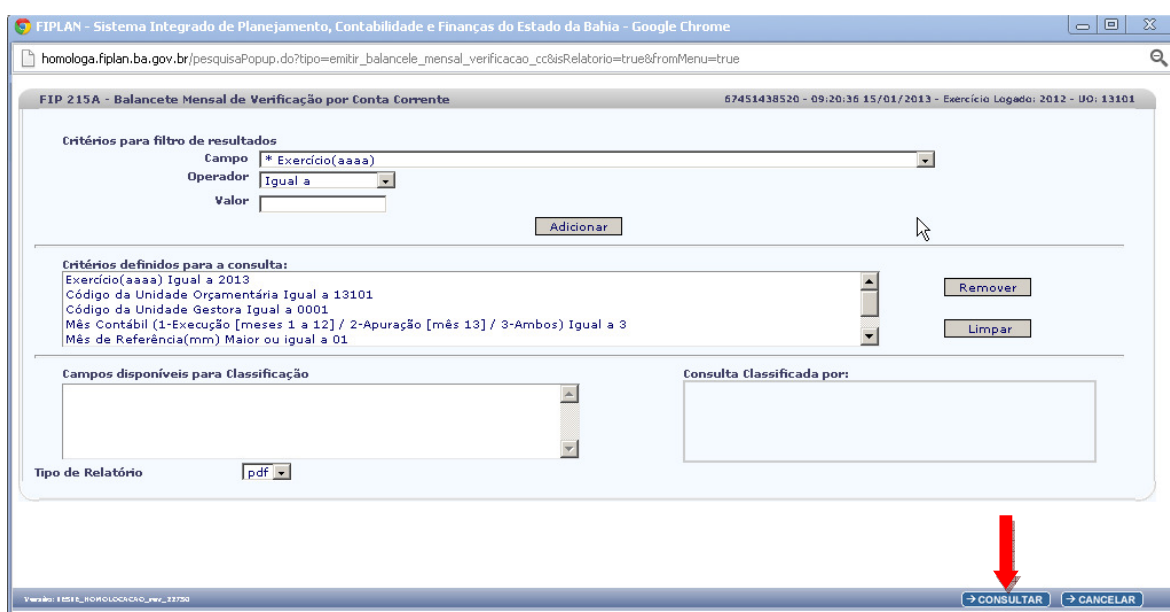 FIPLAN - Sistema Integrado de Planejamento, Contabilidade e Finanças do Estado da Bahia - Google Chrome
homologa.fiplan.ba.gov.br/pesquisaPopup.do?tipo=emitir_balancele_mensal_verificacao_cc&isRelatorio=true&fromMenu=true
FIP 215A - Balancete Mensal de Verificação por Conta Corrente 67451438520 - 09:20:36 15/01/2013 - Exercício Logado: 2012 - UO: 13101
Critérios para filtro de resultados
Campo * Exercício(aaaa)
Operador Igual a
Valor
Adicionar
Critérios definidos para a consulta:
Exercício(aaaa) Igual a 2013
Código da Unidade Orçamentária Igual a 13101
Código da Unidade Gestora Igual a 0001
Mês Contábil (1-Execução [meses 1 a 12] / 2-Apuração [mês 13] / 3-Ambos) Igual a 3
Mês de Referência(mm) Maior ou igual a 01
Remover
Limpar
Campos disponíveis para Classificação Consulta Classificada por:
Tipo de Relatório pdf
Versão: TESTE_HOMOLOCACAO_rev_22750 CONSULTAR CANCELAR